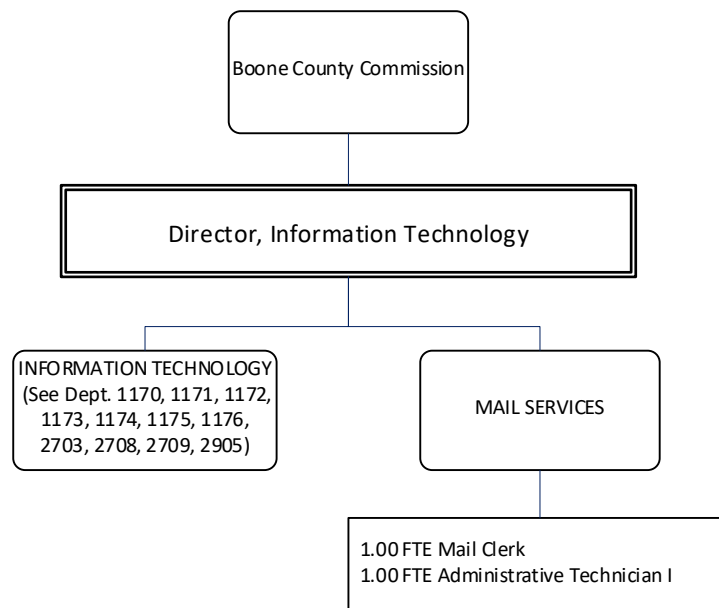 Boone County Commission
Director, Information Technology
INFORMATION TECHNOLOGY
(See Dept. 1170, 1171, 1172,
1173, 1174, 1175, 1176,
2703, 2708, 2709, 2905)
MAIL SERVICES
1.00 FTE Mail Clerk
1.00 FTE Administrative Technician I